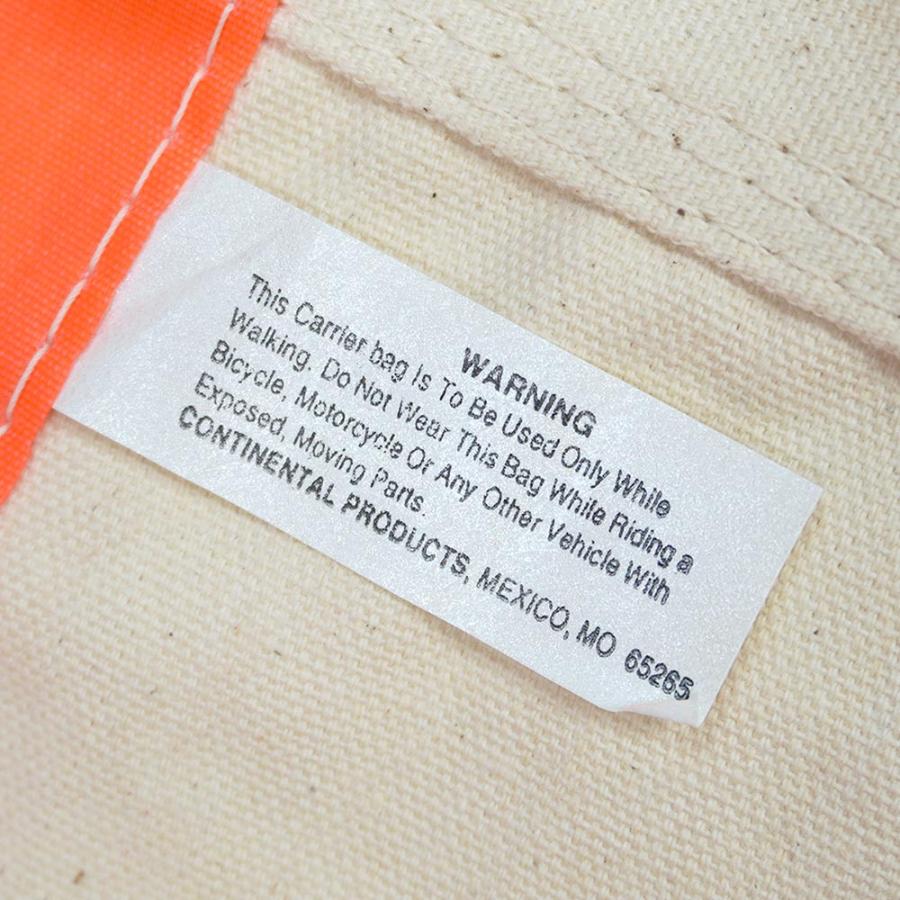 WARNING
This Carrier bag Is To Be Used Only While
Walking. Do Not Wear This Bag While Riding a
Bicycle, Motorcycle Or Any Other Vehicle With
Exposed, Moving Parts.
CONTINENTAL PRODUCTS, MEXICO, MO 65265